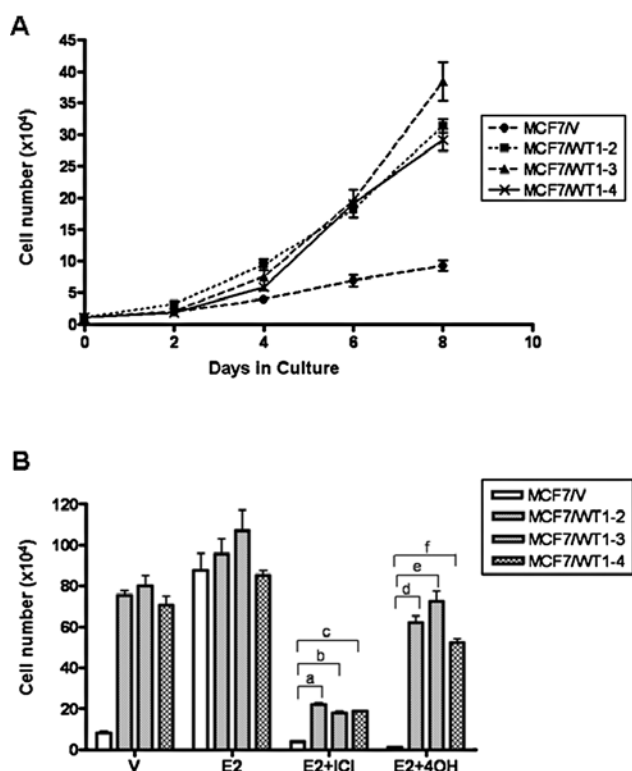 A
45
40
35
30
25
20
15
10
5
0
Cell number (x10⁴)
0 2 4 6 8 10
Days in Culture
MCF7/V
MCF7/WT1-2
MCF7/WT1-3
MCF7/WT1-4
B
120
100
80
60
40
20
0
Cell number (x10⁴)
a
b
c
d
e
f
V E2 E2+ICI E2+4OH
MCF7/V
MCF7/WT1-2
MCF7/WT1-3
MCF7/WT1-4